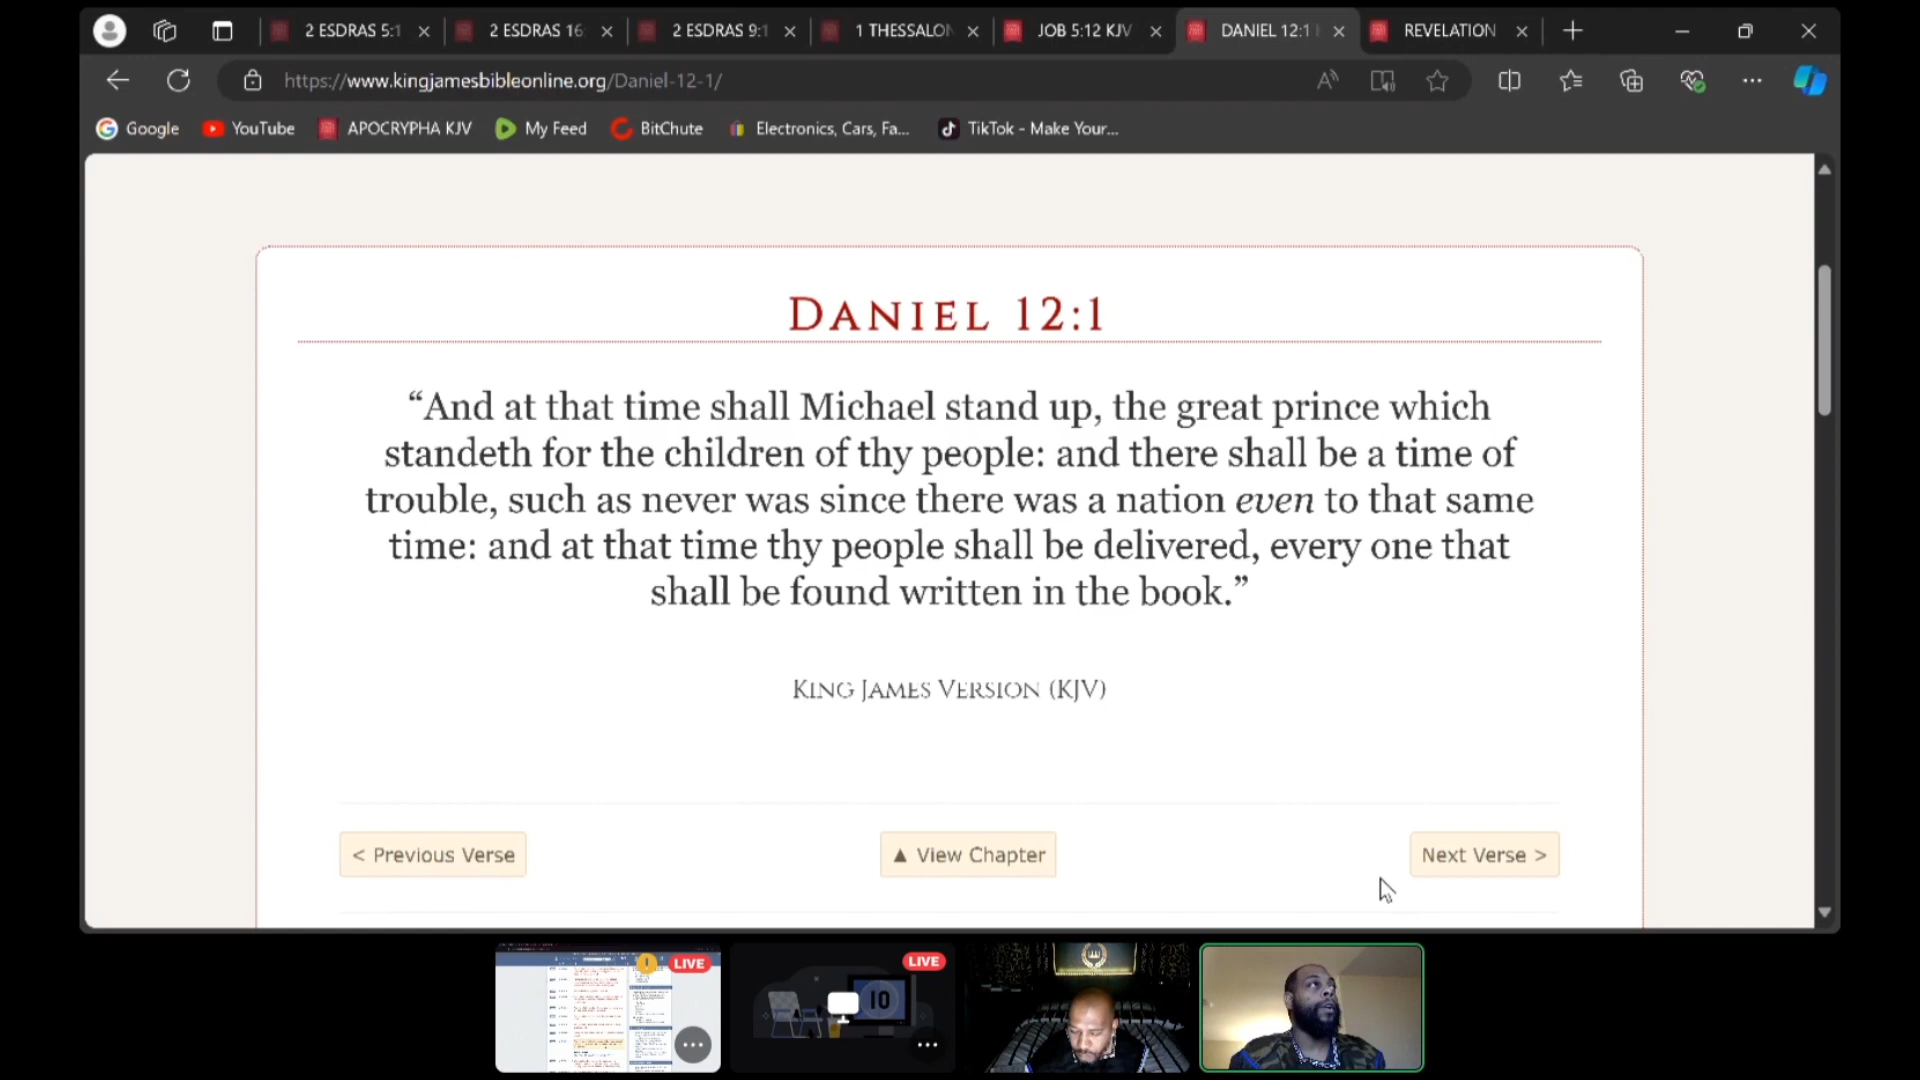 2 ESDRAS 5:1
2 ESDRAS 16
2 ESDRAS 9:1
1 THESSALON
JOB 5:12 KJV
DANIEL 12:1
REVELATION
https://www.kingjamesbibleonline.org/Daniel-12-1/
Google
YouTube
APOCRYPHA KJV
My Feed
BitChute
Electronics, Cars, Fa...
TikTok - Make Your...
DANIEL 12:1
“And at that time shall Michael stand up, the great prince which
standeth for the children of thy people: and there shall be a time of
trouble, such as never was since there was a nation even to that same
time: and at that time thy people shall be delivered, every one that
shall be found written in the book.”
KING JAMES VERSION (KJV)
< Previous Verse
▲ View Chapter
Next Verse >
LIVE
LIVE
10